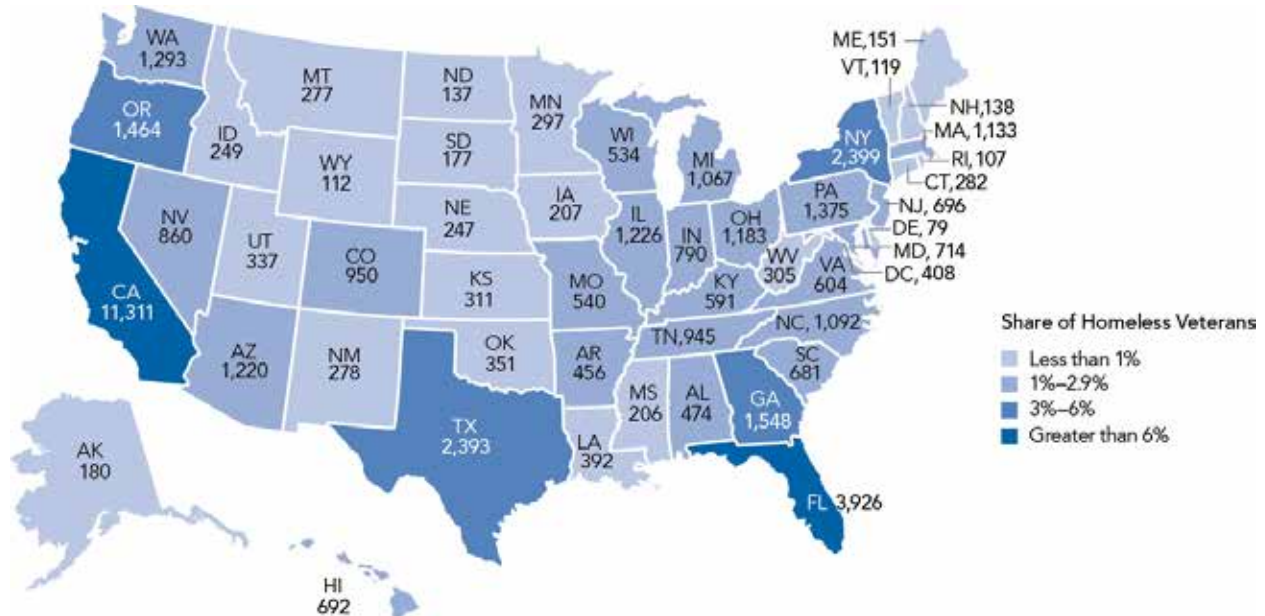 WA
1,293
OR
1,464
CA
11,311
ID
249
NV
860
MT
277
WY
112
UT
337
AZ
1,220
CO
950
NM
278
ND
137
SD
177
NE
247
KS
311
OK
351
TX
2,393
MN
297
IA
207
MO
540
AR
456
LA
392
WI
534
IL
1,226
MI
1,067
IN
790
OH
1,183
KY
591
TN,945
MS
206
AL
474
GA
1,548
FL 3,926
SC
681
NC, 1,092
VA
604
WV
305
PA
1,375
NY
2,399
ME,151
VT,119
NH,138
MA, 1,133
RI, 107
CT, 282
NJ, 696
DE, 79
MD, 714
DC, 408
AK
180
HI
692
Share of Homeless Veterans
Less than 1%
1%–2.9%
3%–6%
Greater than 6%